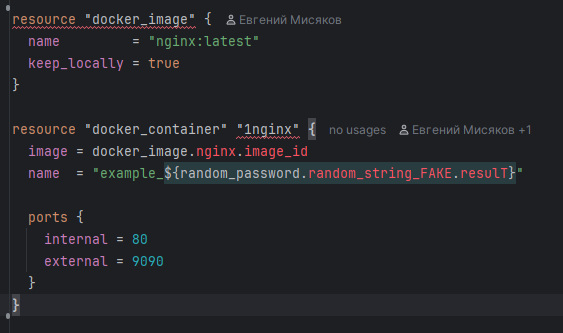 resource "docker_image" { Евгений Мисяков
name = "nginx:latest"
keep_locally = true
}
resource "docker_container" "1nginx" { no usages Евгений Мисяков +1
image = docker_image.nginx.image_id
name = "example_${random_password.random_string_FAKE.resulT}"
ports {
internal = 80
external = 9090
}
}